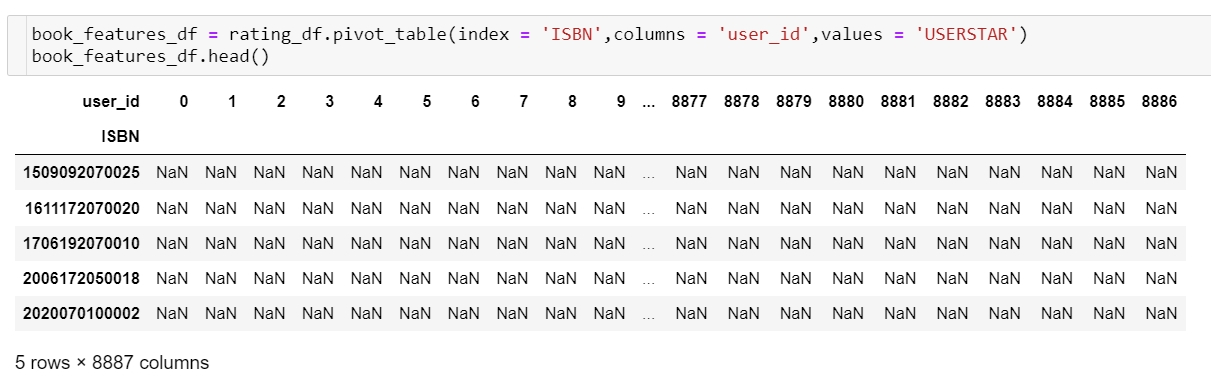 book_features_df = rating_df.pivot_table(index = 'ISBN',columns = 'user_id',values = 'USERSTAR')
book_features_df.head()
user_id 0 1 2 3 4 5 6 7 8 9 ... 8877 8878 8879 8880 8881 8882 8883 8884 8885 8886
ISBN
1509092070025 NaN NaN NaN NaN NaN NaN NaN NaN NaN NaN ... NaN NaN NaN NaN NaN NaN NaN NaN NaN NaN
1611172070020 NaN NaN NaN NaN NaN NaN NaN NaN NaN NaN ... NaN NaN NaN NaN NaN NaN NaN NaN NaN NaN
1706192070010 NaN NaN NaN NaN NaN NaN NaN NaN NaN NaN ... NaN NaN NaN NaN NaN NaN NaN NaN NaN NaN
2006172050018 NaN NaN NaN NaN NaN NaN NaN NaN NaN NaN ... NaN NaN NaN NaN NaN NaN NaN NaN NaN NaN
2020070100002 NaN NaN NaN NaN NaN NaN NaN NaN NaN NaN ... NaN NaN NaN NaN NaN NaN NaN NaN NaN NaN
5 rows × 8887 columns